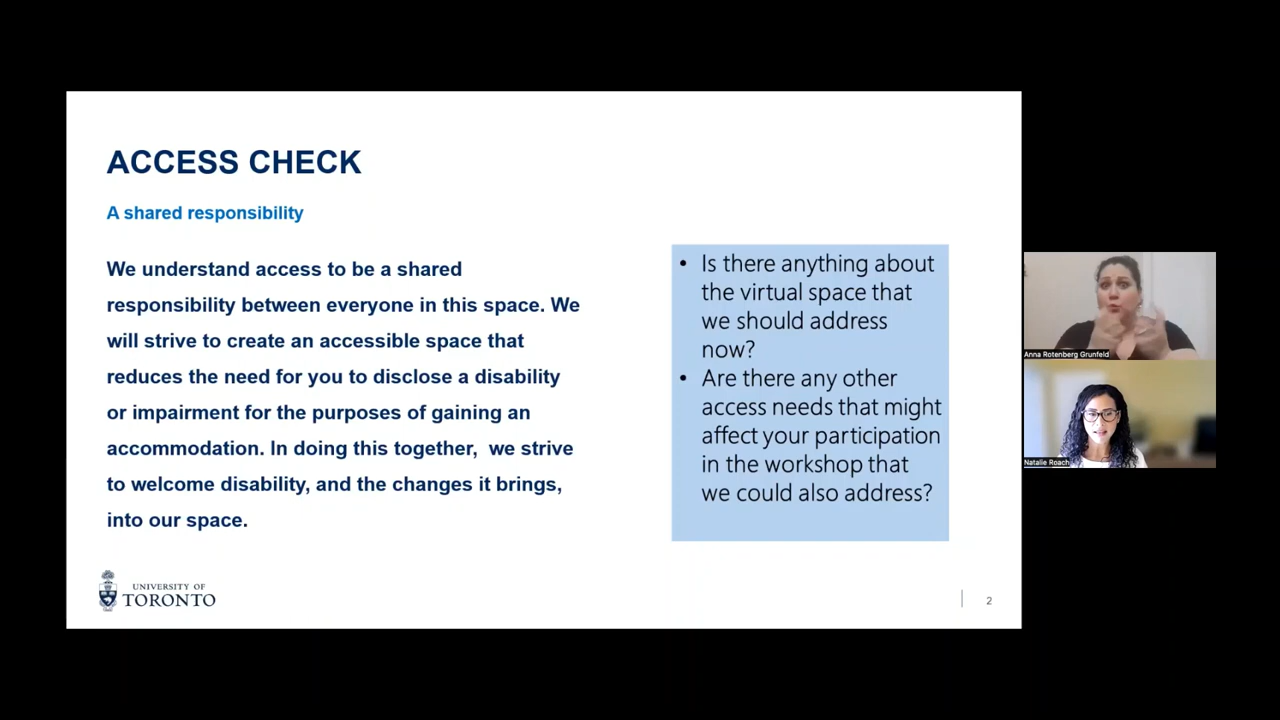 ACCESS CHECK
A shared responsibility
We understand access to be a shared
responsibility between everyone in this space. We
will strive to create an accessible space that
reduces the need for you to disclose a disability
or impairment for the purposes of gaining an
accommodation. In doing this together,  we strive
to welcome disability, and the changes it brings,
into our space.
• Is there anything about
the virtual space that
we should address
now?
• Are there any other
access needs that might
affect your participation
in the workshop that
we could also address?
UNIVERSITY OF
TORONTO
2
Anna Rotenberg Grunfeld
Natalie Roach